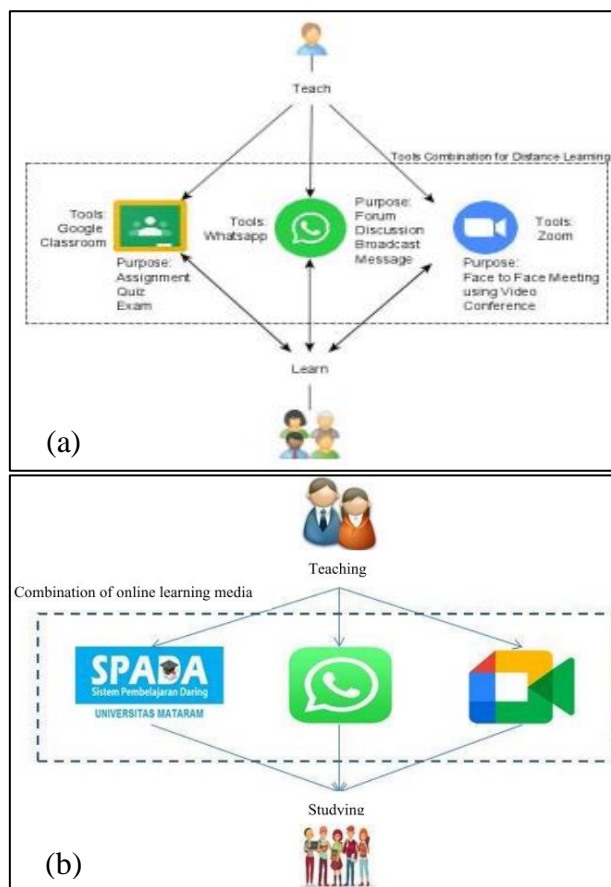 Teach
Tools Combination for Distance Learning
Tools:
Google
Classroom
Purpose:
Assignment
Quiz
Exam
Tools:
Whatsapp
Purpose:
Forum
Discussion
Broadcast
Message
Tools:
Zoom
Purpose:
Face to Face Meeting
using Video
Conference
Learn
(a)
Teaching
Combination of online learning media
SPADA
Sistem Pembelajaran Daring
UNIVERSITAS MATARAM
Studying
(b)